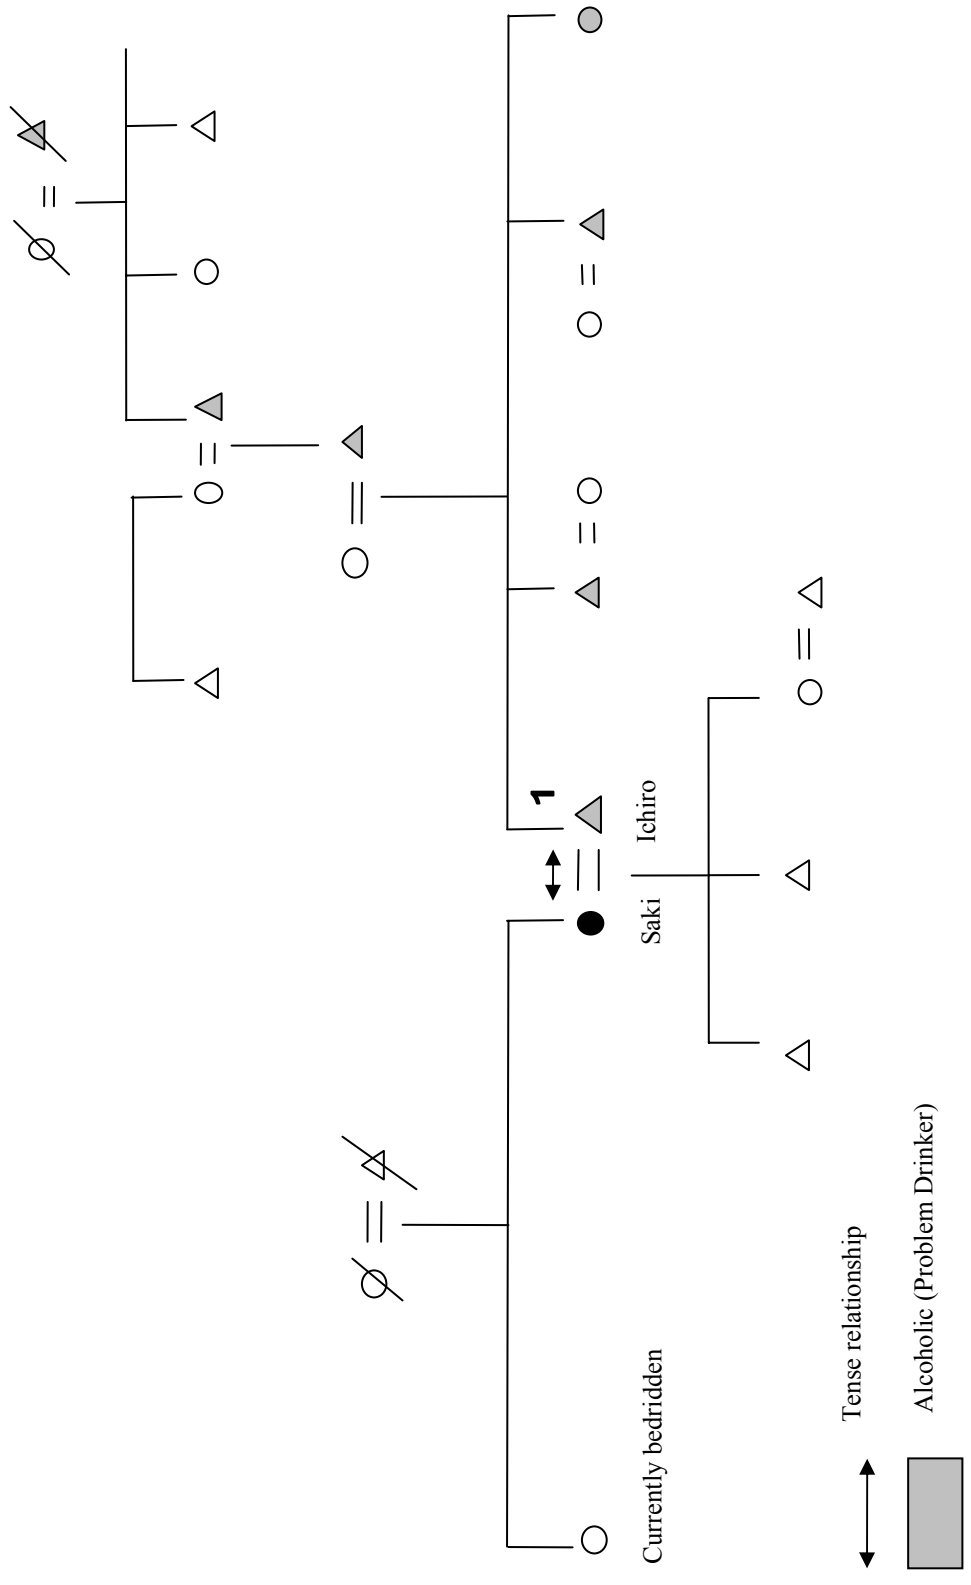 1
Saki
Ichiro
Currently bedridden
Tense relationship
Alcoholic (Problem Drinker)